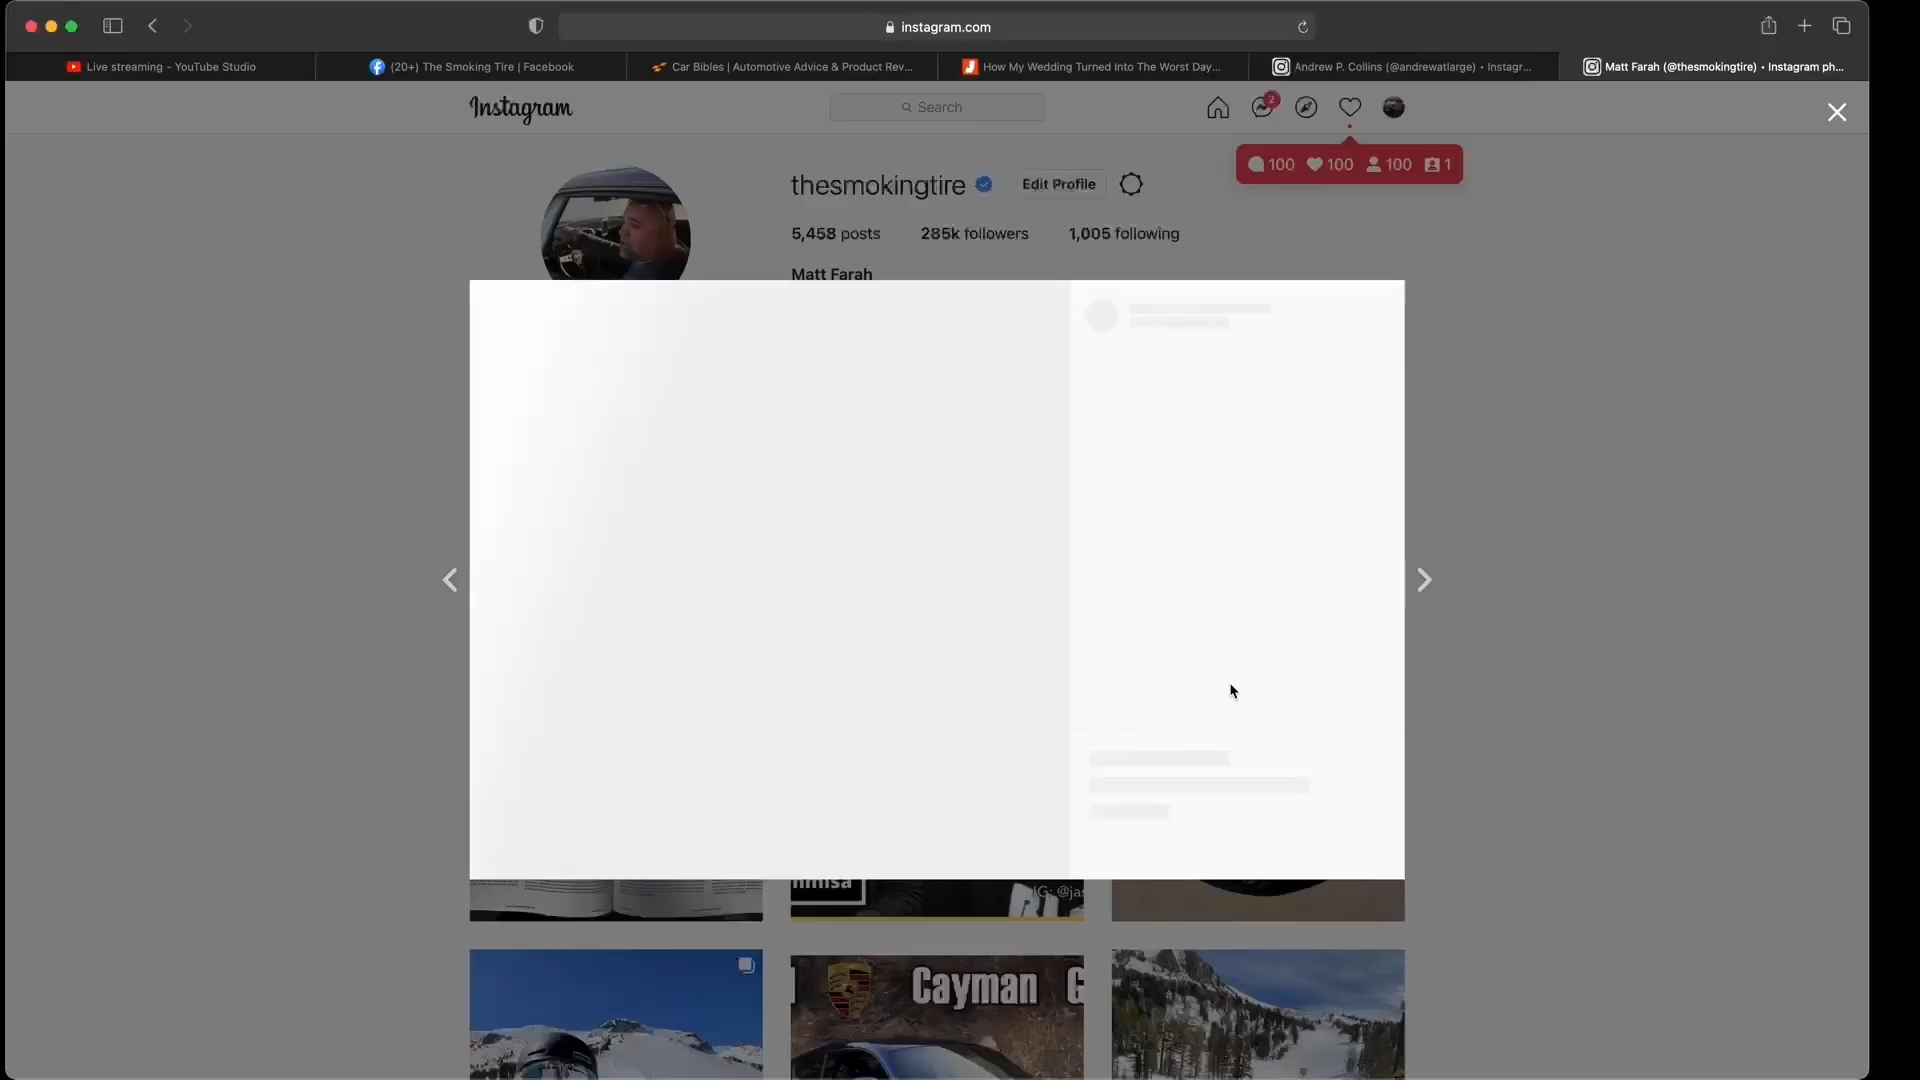 instagram.com
Live streaming - YouTube Studio
(20+) The Smoking Tire | Facebook
Car Bibles | Automotive Advice & Product Rev...
How My Wedding Turned Into The Worst Day...
Andrew P. Collins (@andrewatlarge) • Instagr...
Matt Farah (@thesmokingtire) • Instagram ph...
Instagram
Search
2
100 100 100 1
thesmokingtire
Edit Profile
5,458 posts 285k followers 1,005 following
Matt Farah
IG: @jas
Cayman G